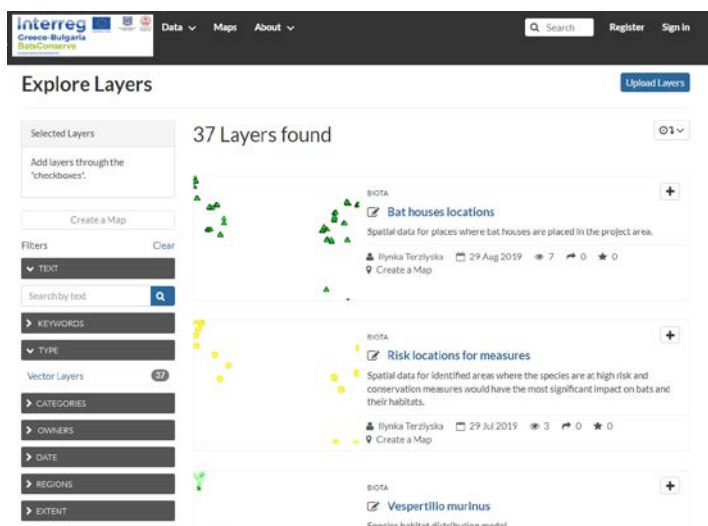 Interreg
Greece-Bulgaria
BatsConserve
Data
Maps
About
Search
Register
Sign in
Explore Layers
Upload Layers
Selected Layers
Add layers through the
"checkboxes".
Create a Map
Filters
Clear
TEXT
Search by text
KEYWORDS
TYPE
Vector Layers
37
CATEGORIES
OWNERS
DATE
REGIONS
EXTENT
37 Layers found
BIOTA
Bat houses locations
Spatial data for places where bat houses are placed in the project area.
Ilynka Terzlyska 29 Aug 2019 7 0 0
Create a Map
BIOTA
Risk locations for measures
Spatial data for identified areas where the species are at high risk and
conservation measures would have the most significant impact on bats and
their habitats.
Ilynka Terzlyska 29 Jul 2019 3 0 0
Create a Map
BIOTA
Vespertilio murinus
Species habitat distribution model